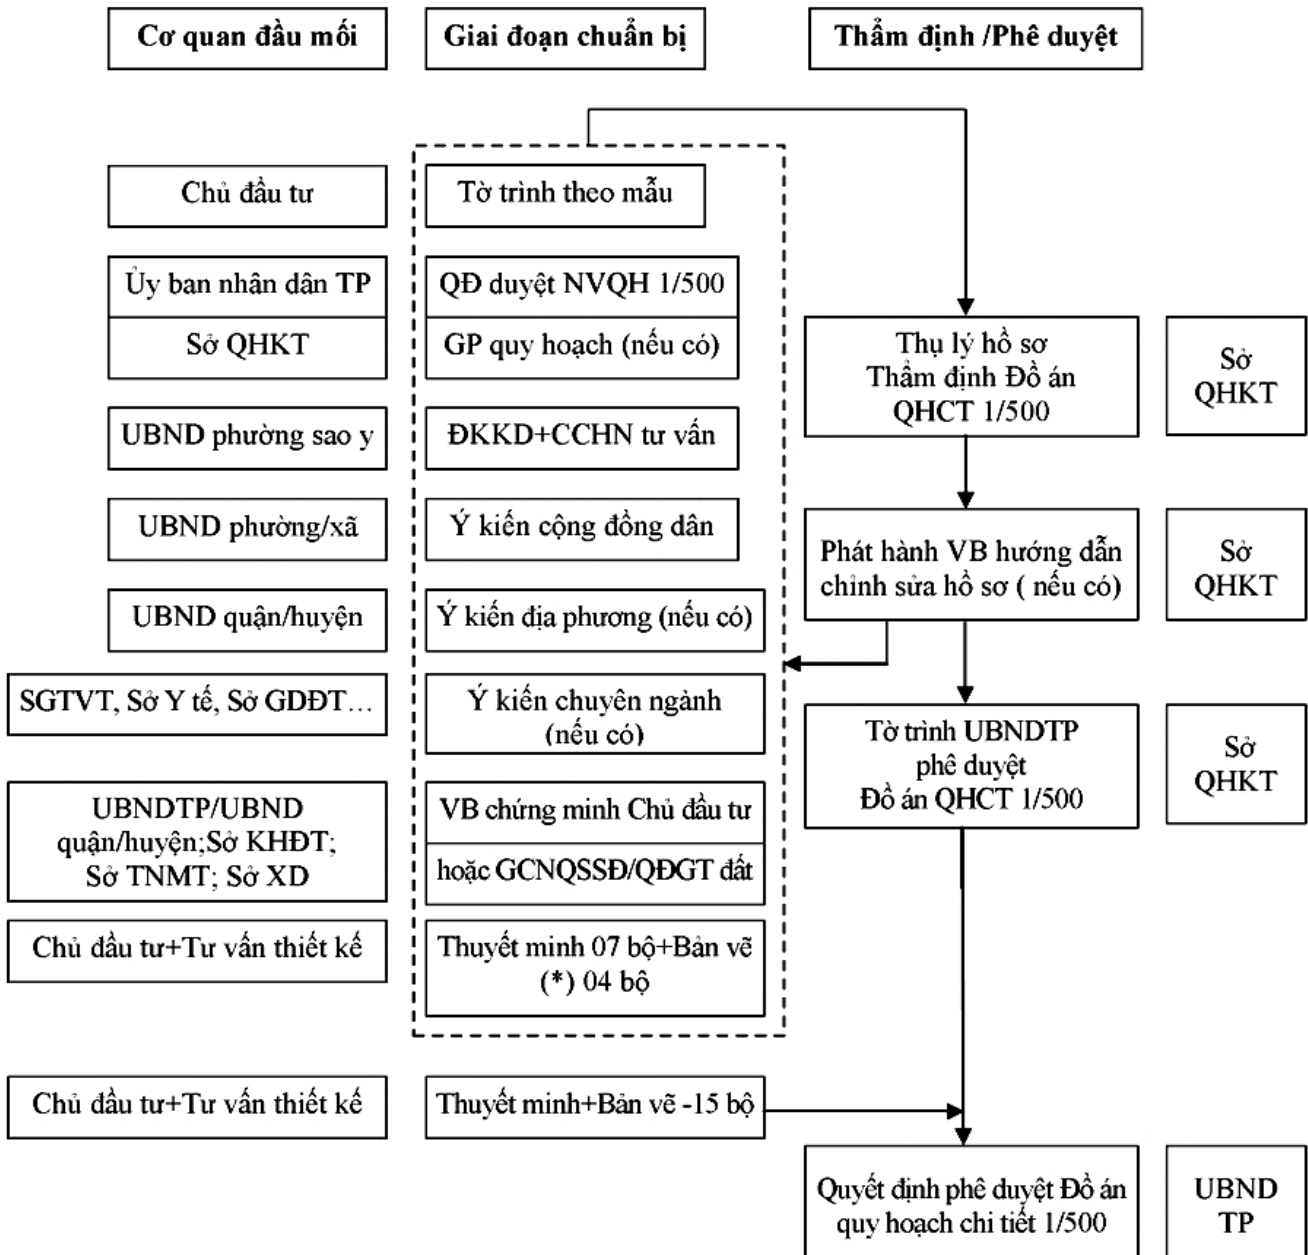 Cơ quan đầu mối
Giai đoạn chuẩn bị
Thẩm định /Phê duyệt
Chủ đầu tư
Tờ trình theo mẫu
Ủy ban nhân dân TP
QĐ duyệt NVQH 1/500
Sở QHKT
GP quy hoạch (nếu có)
Thụ lý hồ sơ
Thẩm định Đồ án
QHCT 1/500
Sở
QHKT
UBND phường sao y
ĐKKD+CCHN tư vấn
UBND phường/xã
Ý kiến cộng đồng dân
Phát hành VB hướng dẫn
chỉnh sửa hồ sơ ( nếu có)
Sở
QHKT
UBND quận/huyện
Ý kiến địa phương (nếu có)
SGTVT, Sở Y tế, Sở GDĐT...
Ý kiến chuyên ngành
(nếu có)
Tờ trình UBNDTP
phê duyệt
Đồ án QHCT 1/500
Sở
QHKT
UBNDTP/UBND
quận/huyện;Sở KHĐT;
Sở TNMT; Sở XD
VB chứng minh Chủ đầu tư
hoặc GCNQSSĐ/QĐGT đất
Chủ đầu tư+Tư vấn thiết kế
Thuyết minh 07 bộ+Bản vẽ
(*) 04 bộ
Chủ đầu tư+Tư vấn thiết kế
Thuyết minh+Bản vẽ -15 bộ
Quyết định phê duyệt Đồ án
quy hoạch chi tiết 1/500
UBND
TP